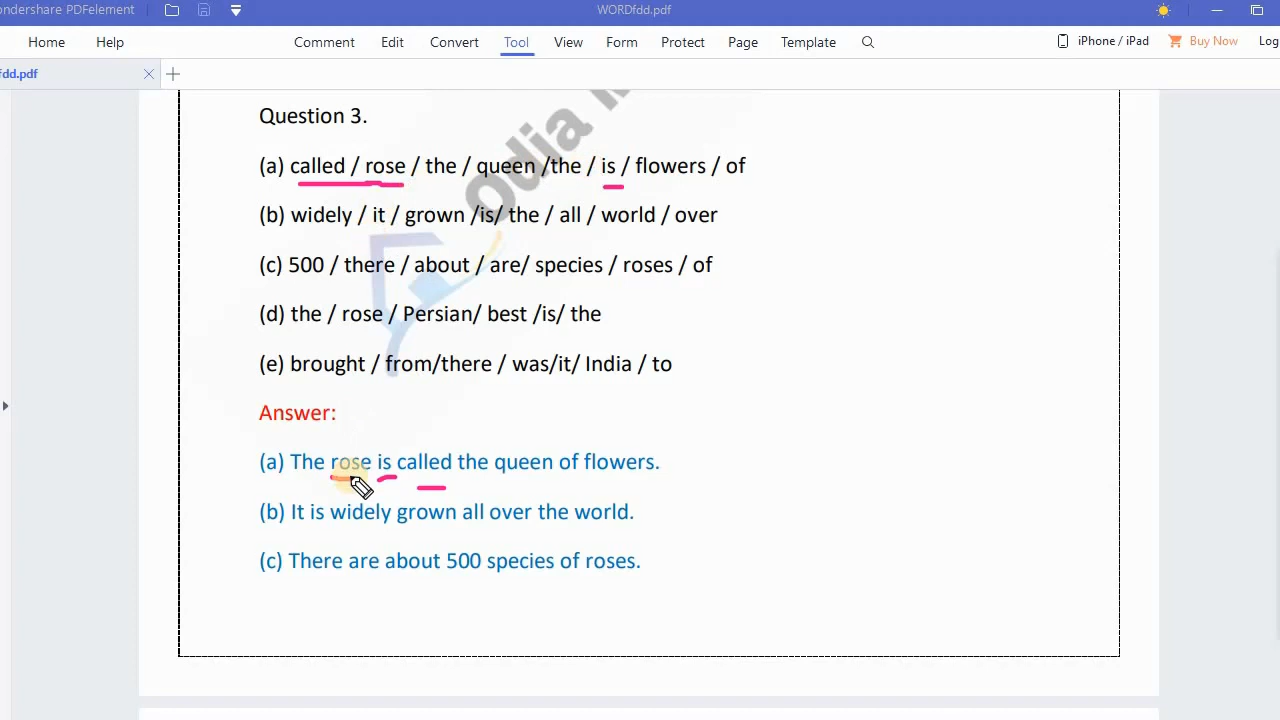 ondershare PDFelement
WORDfdd.pdf
Home Help Comment Edit Convert Tool View Form Protect Page Template iPhone / iPad Buy Now Log
fdd.pdf
Question 3.
(a) called / rose / the / queen /the / is / flowers / of
(b) widely / it / grown /is/ the / all / world / over
(c) 500 / there / about / are/ species / roses / of
(d) the / rose / Persian/ best /is/ the
(e) brought / from/there / was/it/ India / to
Answer:
(a) The rose is called the queen of flowers.
(b) It is widely grown all over the world.
(c) There are about 500 species of roses.
Odia